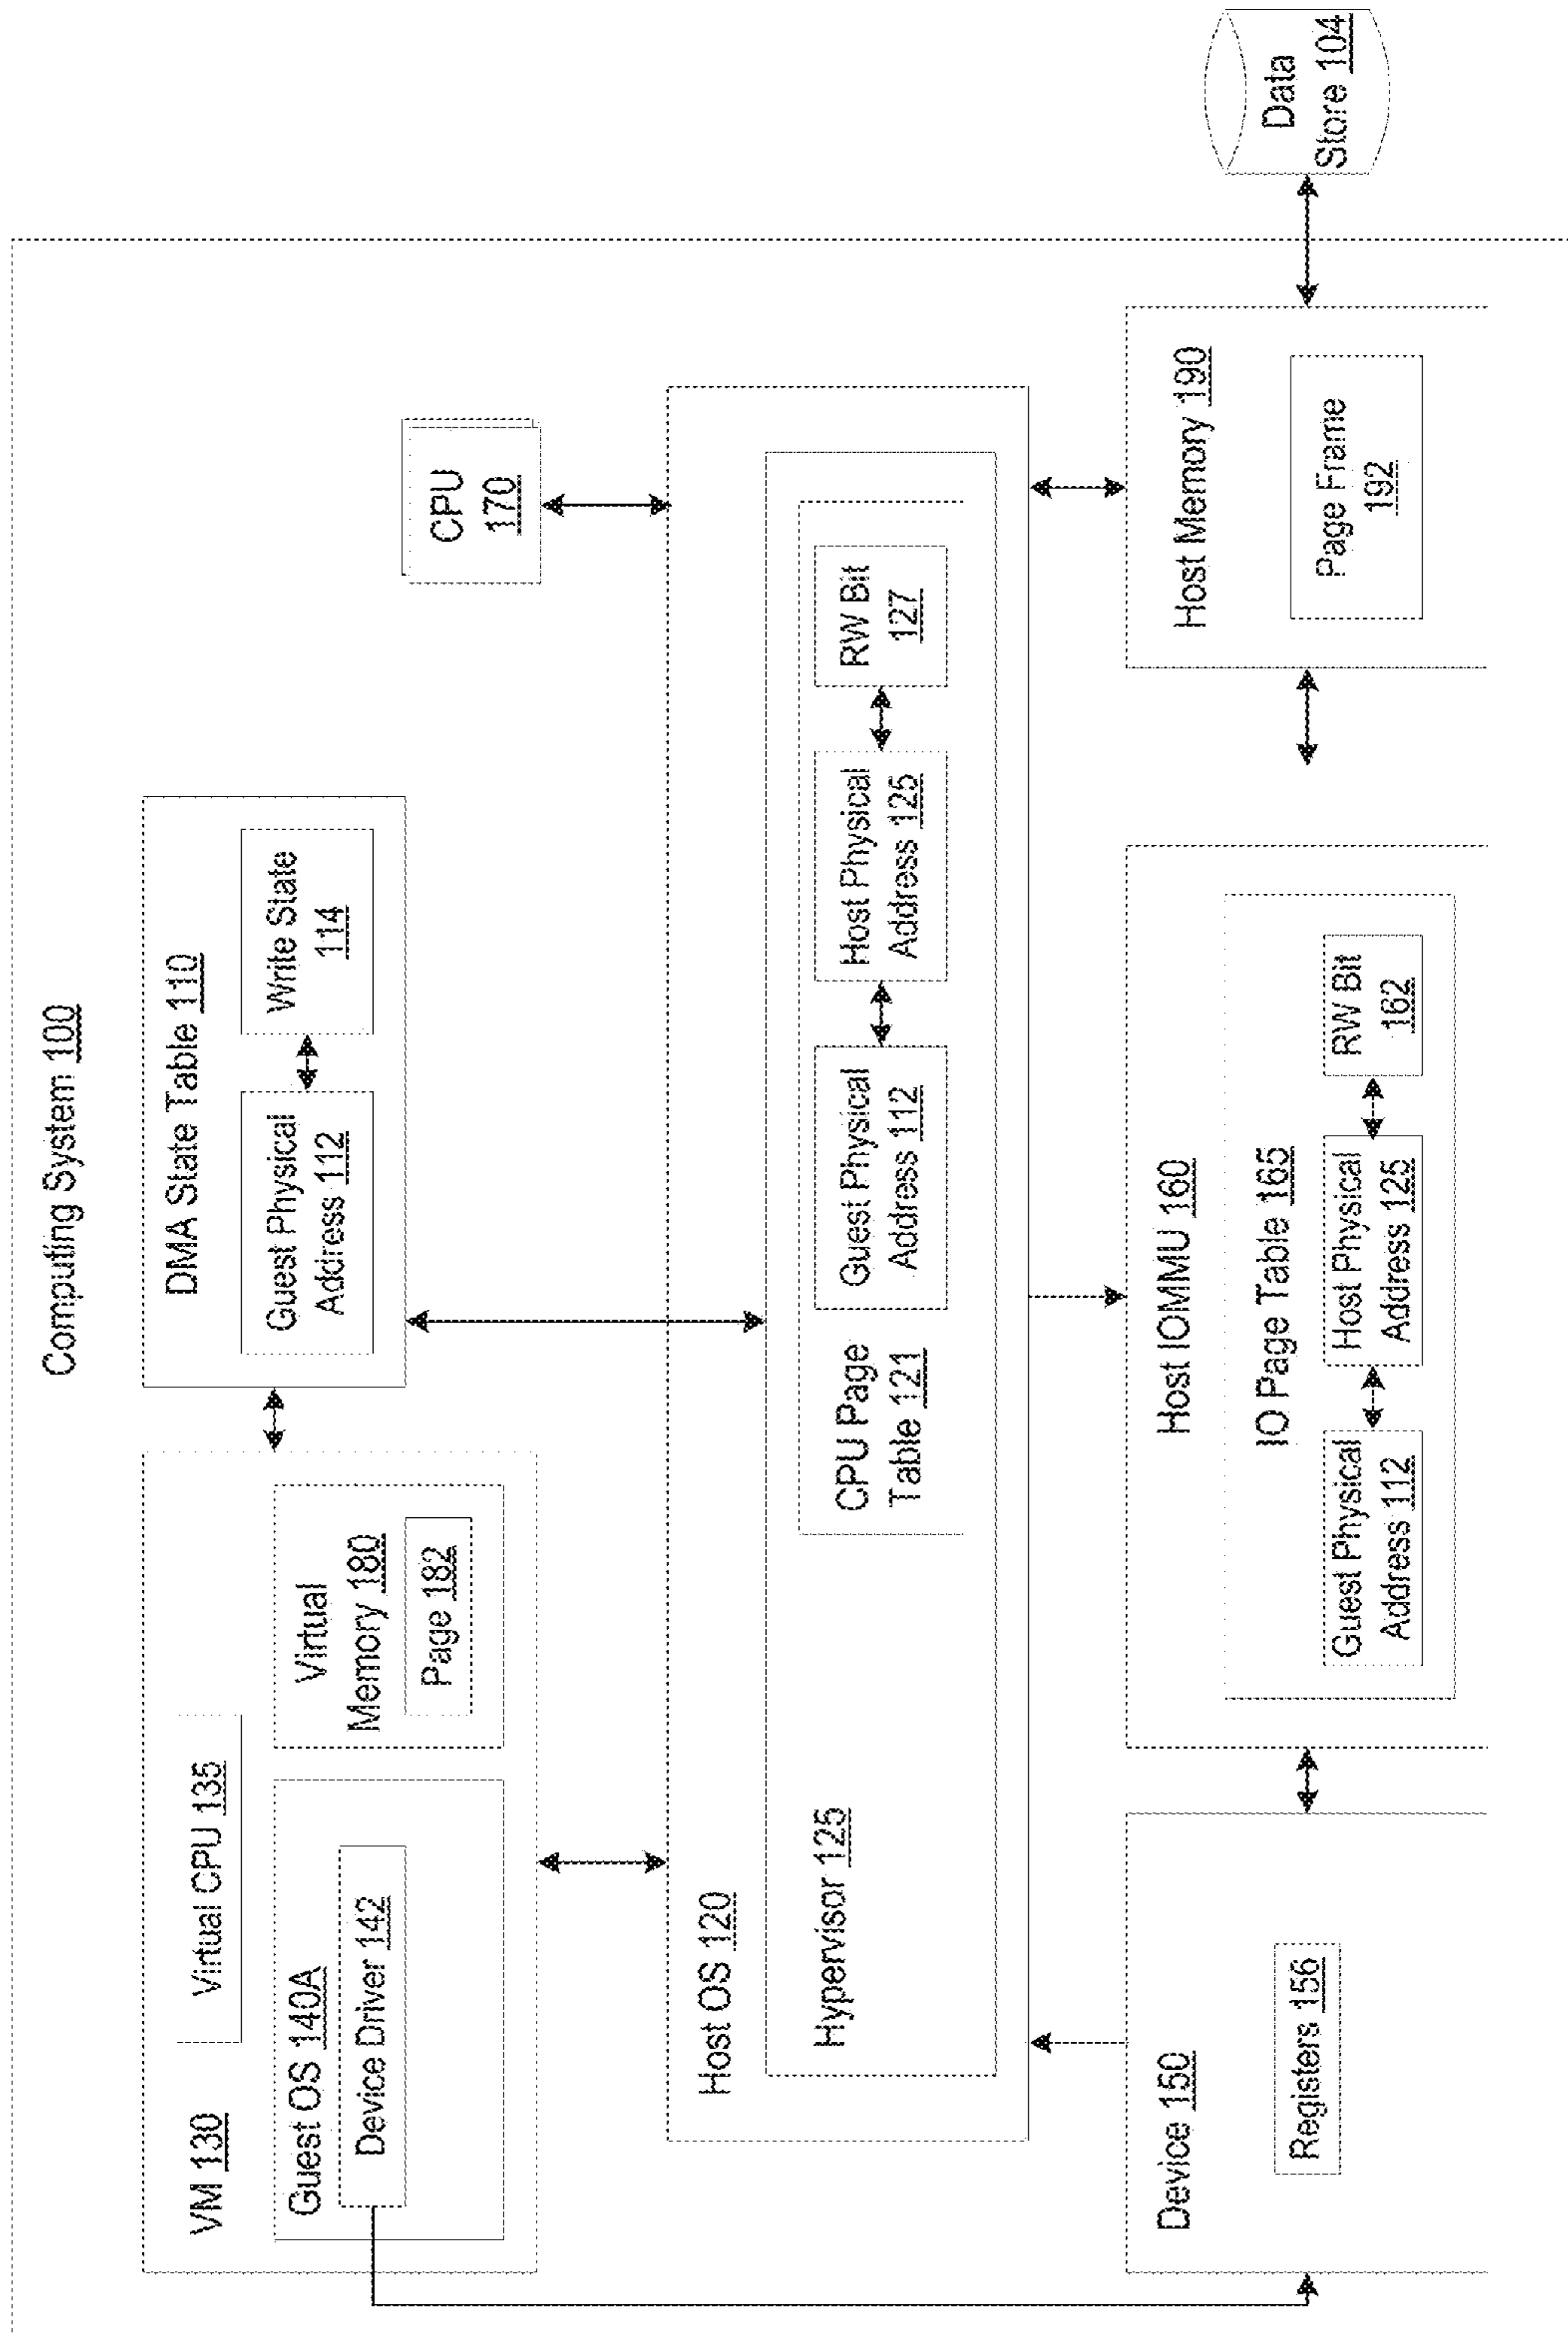 Computing System 100
VM 130
Virtual CPU 135
Guest OS 140A
Device Driver 142
Virtual
Memory 180
Page 182
DMA State Table 110
Guest Physical
Address 112
Write State
114
CPU
170
Host OS 120
Hypervisor 125
CPU Page
Table 121
Guest Physical
Address 112
Host Physical
Address 125
RW Bit
127
Device 150
Registers 156
Host IOMMU 160
IO Page Table 165
Guest Physical
Address 112
Host Physical
Address 125
RW Bit
162
Host Memory 190
Page Frame
192
Data
Store 104